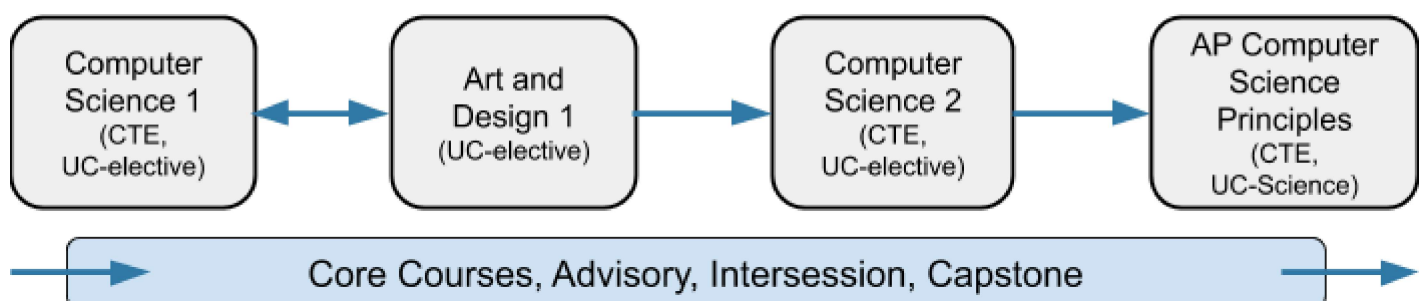 Computer
Science 1
(CTE,
UC-elective)
Art and
Design 1
(UC-elective)
Computer
Science 2
(CTE,
UC-elective)
AP Computer
Science
Principles
(CTE,
UC-Science)
Core Courses, Advisory, Intersession, Capstone